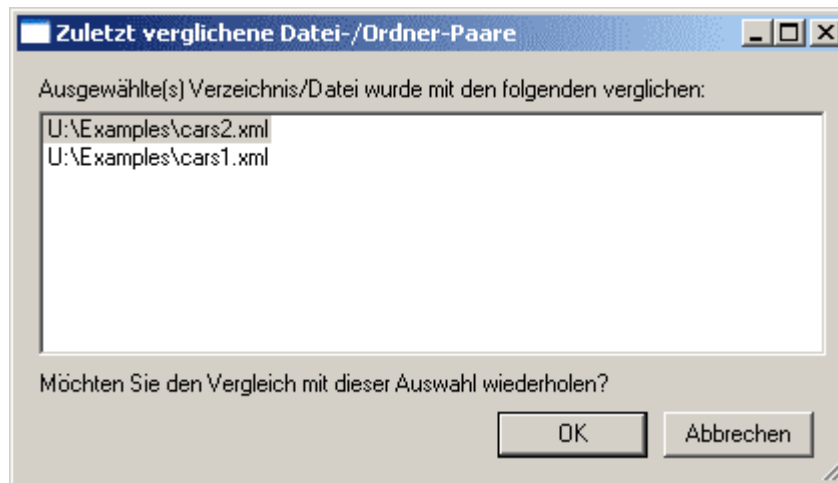 Zuletzt verglichene Datei-/Ordner-Paare
Ausgewählte(s) Verzeichnis/Datei wurde mit den folgenden verglichen:
U:\Examples\cars2.xml
U:\Examples\cars1.xml
Möchten Sie den Vergleich mit dieser Auswahl wiederholen?
OK Abbrechen